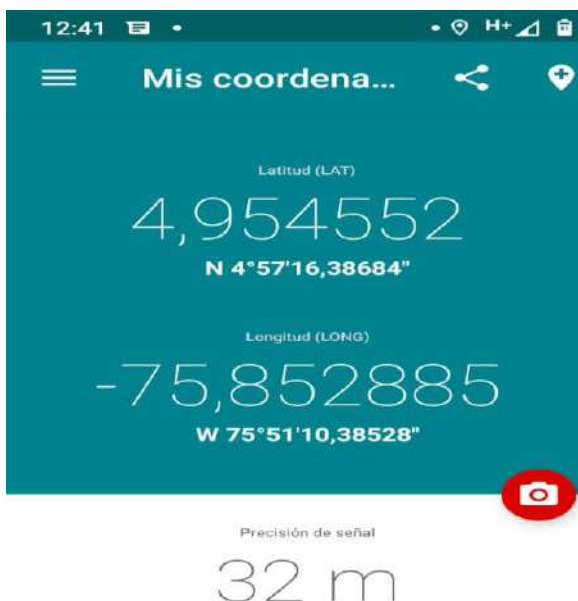 12:41 H+
Mis coordena...
Latitud (LAT)
4,954552
N 4°57'16,38684"
Longitud (LONG)
-75,852885
W 75°51'10,38528"
Precisión de señal
32 m